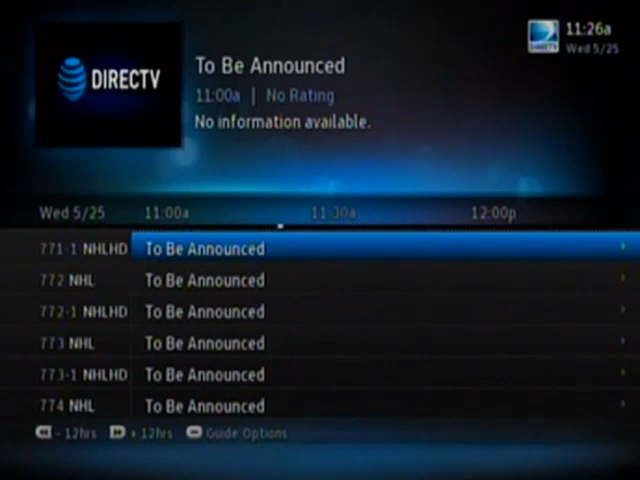 DIRECTV
To Be Announced
11:00a | No Rating
No information available.
DIRECTV
11:26a
Wed 5/25
Wed 5/25 11:00a 11:30a 12:00p
771-1 NHLHD To Be Announced
772 NHL To Be Announced
772-1 NHLHD To Be Announced
773 NHL To Be Announced
773-1 NHLHD To Be Announced
774 NHL To Be Announced
- 12hrs + 12hrs Guide Options